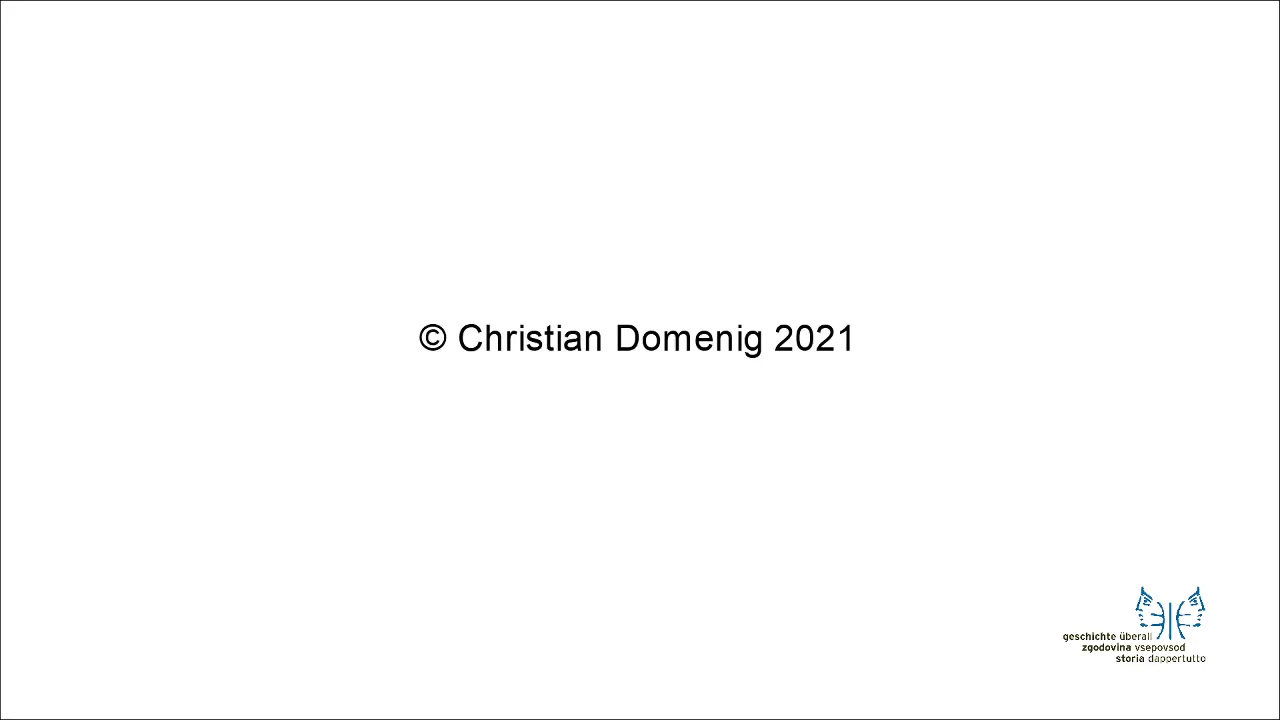 © Christian Domenig 2021
geschichte überall
zgodovina vsepovsod
storia dappertutto